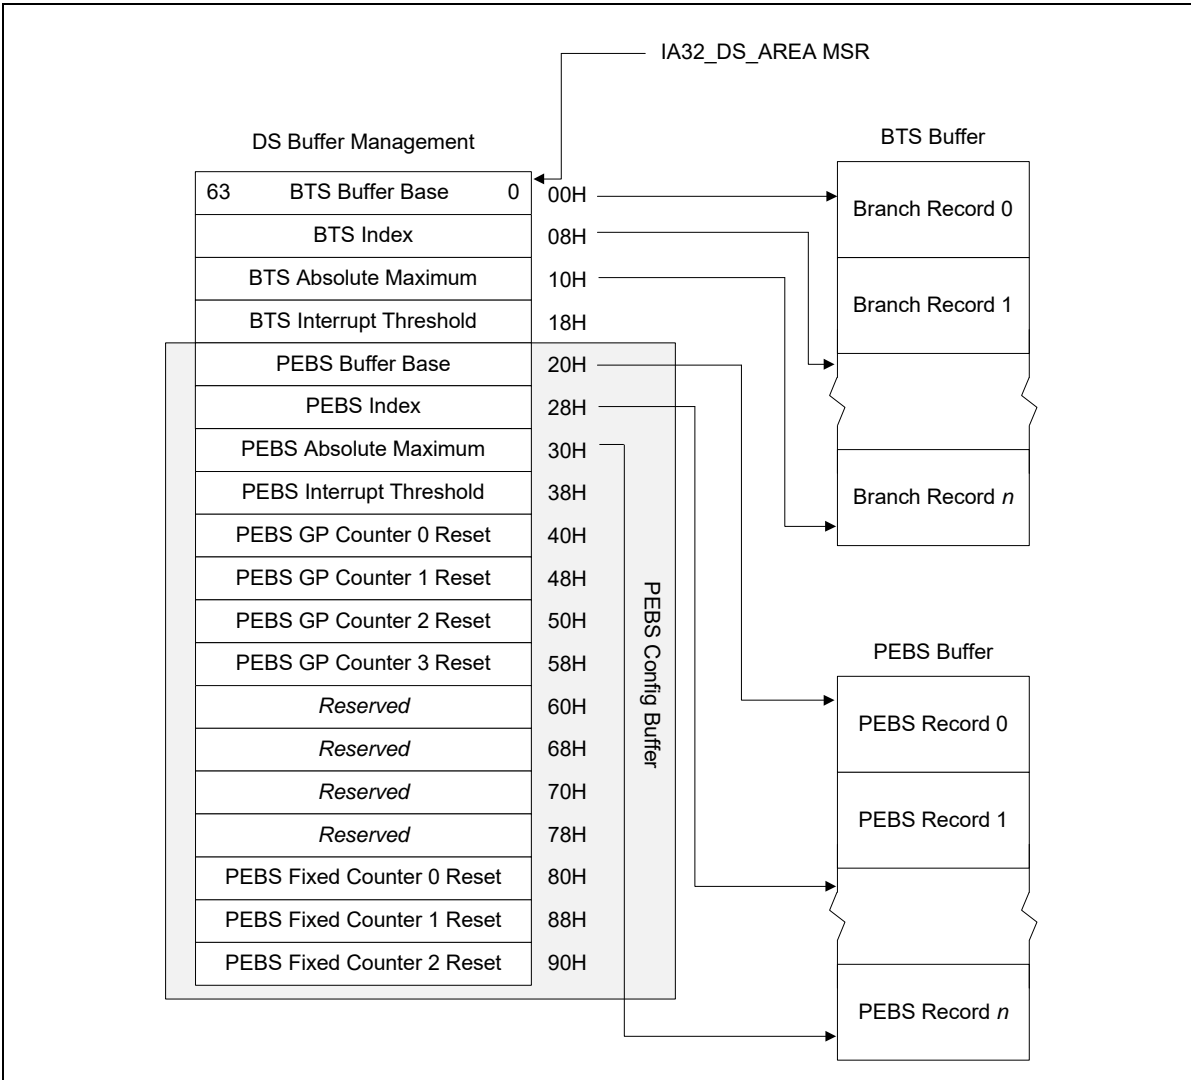 IA32_DS_AREA MSR
DS Buffer Management
63 BTS Buffer Base 0 00H
BTS Index 08H
BTS Absolute Maximum 10H
BTS Interrupt Threshold 18H
PEBS Buffer Base 20H
PEBS Index 28H
PEBS Absolute Maximum 30H
PEBS Interrupt Threshold 38H
PEBS GP Counter 0 Reset 40H
PEBS GP Counter 1 Reset 48H
PEBS GP Counter 2 Reset 50H
PEBS GP Counter 3 Reset 58H
Reserved 60H
Reserved 68H
Reserved 70H
Reserved 78H
PEBS Fixed Counter 0 Reset 80H
PEBS Fixed Counter 1 Reset 88H
PEBS Fixed Counter 2 Reset 90H
PEBS Config Buffer
BTS Buffer
Branch Record 0
Branch Record 1
Branch Record n
PEBS Buffer
PEBS Record 0
PEBS Record 1
PEBS Record n